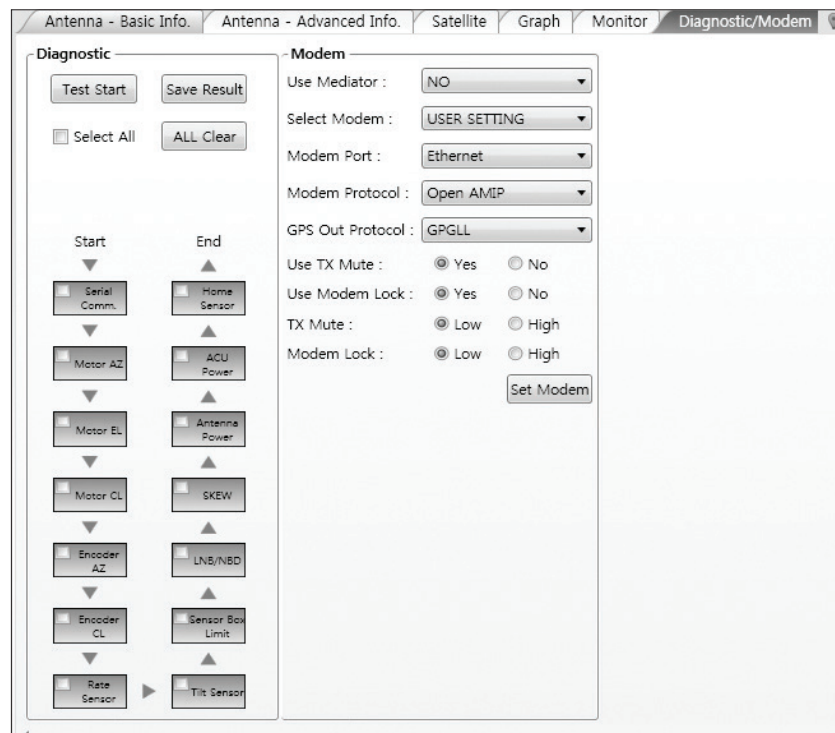 Antenna - Basic Info.
Antenna - Advanced Info.
Satellite
Graph
Monitor
Diagnostic/Modem
Diagnostic
Test Start
Save Result
Select All
ALL Clear
Start
End
Serial
Comm.
Home
Sensor
Motor AZ
ACU
Power
Motor EL
Antenna
Power
Motor CL
SKEW
Encoder
AZ
LNB/NBD
Encoder
CL
Sensor Box
Limit
Rate
Sensor
Tilt Sensor
Modem
Use Mediator :
NO
Select Modem :
USER SETTING
Modem Port :
Ethernet
Modem Protocol :
Open AMIP
GPS Out Protocol :
GPGLL
Use TX Mute :
Yes
No
Use Modem Lock :
Yes
No
TX Mute :
Low
High
Modem Lock :
Low
High
Set Modem